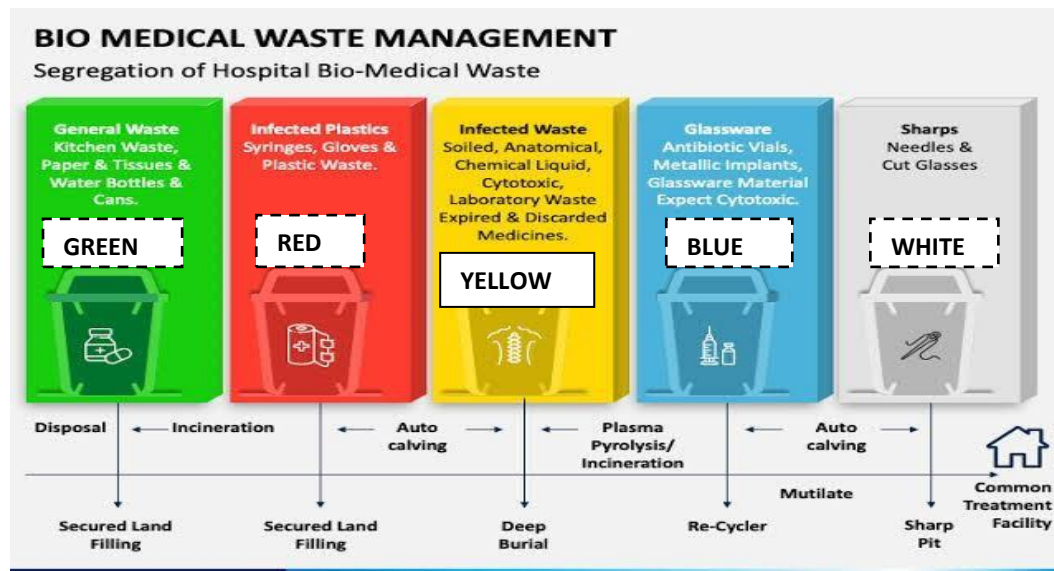 BIO MEDICAL WASTE MANAGEMENT
Segregation of Hospital Bio-Medical Waste
General Waste
Kitchen Waste,
Paper & Tissues &
Water Bottles &
Cans.
GREEN
Infected Plastics
Syringes, Gloves &
Plastic Waste.
RED
Infected Waste
Soiled, Anatomical,
Chemical Liquid,
Cytotoxic,
Laboratory Waste
Expired & Discarded
Medicines.
YELLOW
Glassware
Antibiotic Vials,
Metallic Implants,
Glassware Material
Expect Cytotoxic.
BLUE
Sharps
Needles &
Cut Glasses
WHITE
Disposal
Incineration
Auto
calving
Plasma
Pyrolysis/
Incineration
Auto
calving
Mutilate
Common
Treatment
Facility
Secured Land
Filling
Secured Land
Filling
Deep
Burial
Re-Cycler
Sharp
Pit